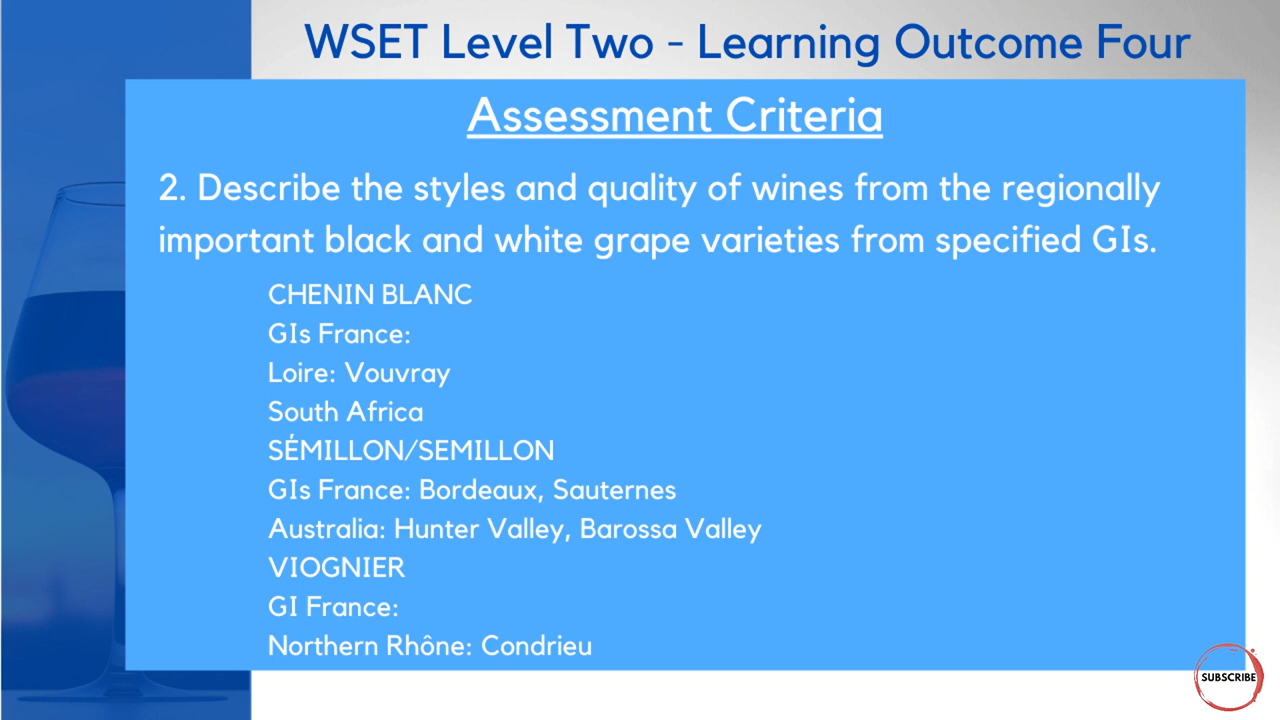 WSET Level Two - Learning Outcome Four
Assessment Criteria
2. Describe the styles and quality of wines from the regionally
important black and white grape varieties from specified GIs.
CHENIN BLANC
GIs France:
Loire: Vouvray
South Africa
SÉMILLON/SEMILLON
GIs France: Bordeaux, Sauternes
Australia: Hunter Valley, Barossa Valley
VIOGNIER
GI France:
Northern Rhône: Condrieu
SUBSCRIBE